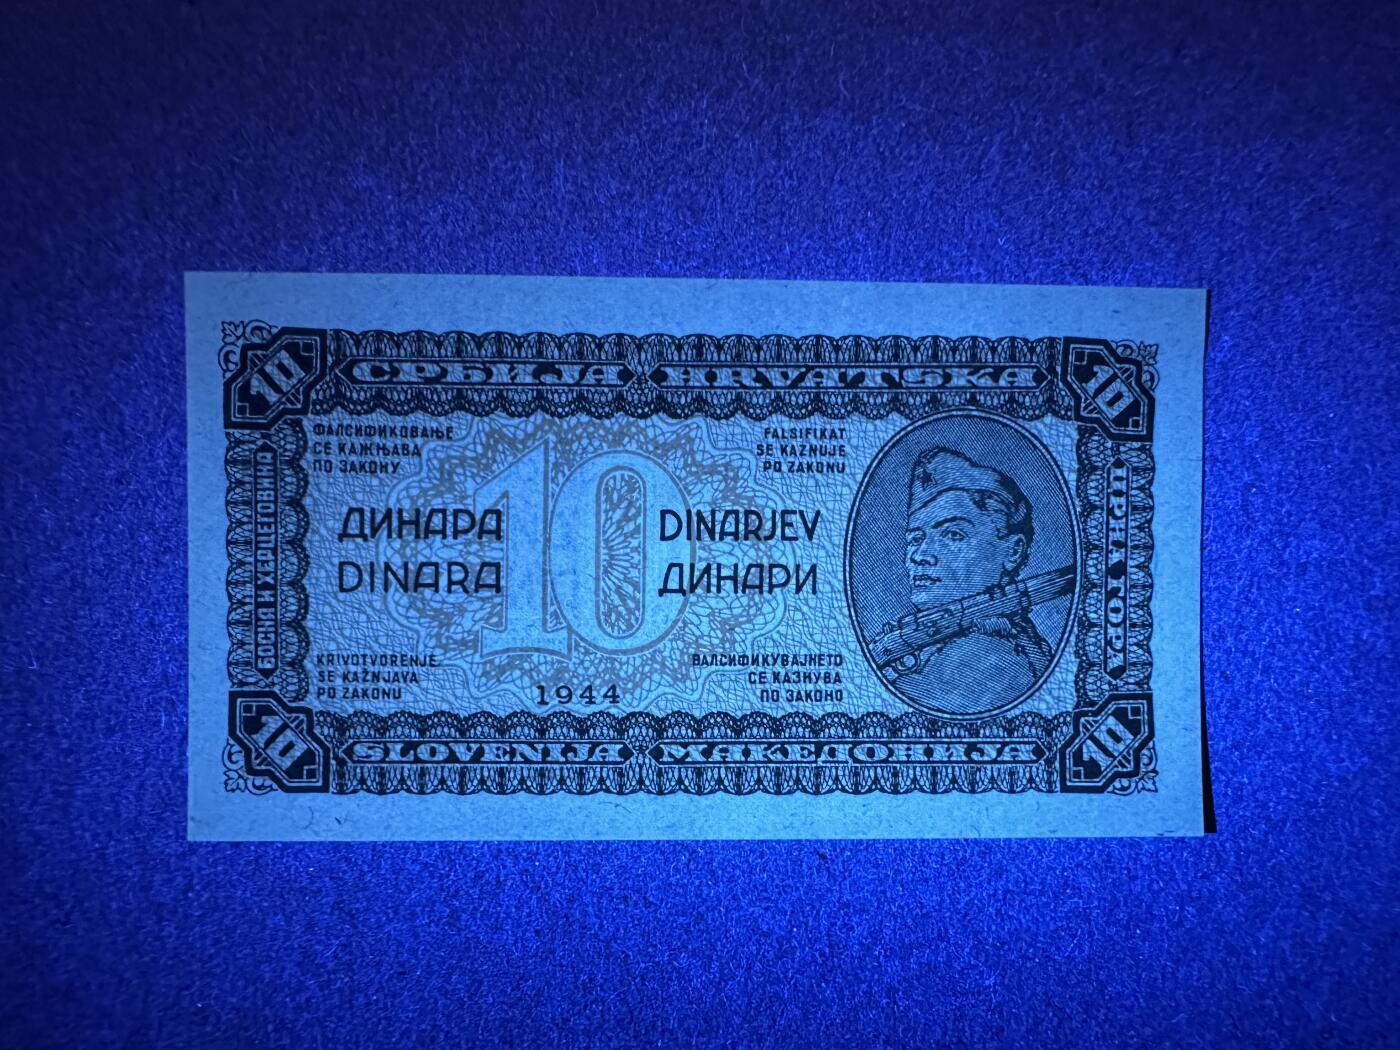 10
СРБИЈА HRVATSKA
10
ФАЛСИФИКОВАЊЕ
СЕ КАЖЊАВА
ПО ЗАКОНУ
FALSIFIKAT
SE KAZNUJE
PO ZAKONU
БОСНА И ХЕРЦЕГОВИНА
10
ДИНАРА
DINARA
DINARJEV
ДИНАРИ
ЦРНА ГОРА
KRIVOTVORENJE
SE KAŽNJAVA
PO ZAKONU
1944
ВАЛСИФИКУВАЈНЕТО
СЕ КАЗНУВА
ПО ЗАКОНО
10
SLOVENIJA МАКЕДОНИЈА
10